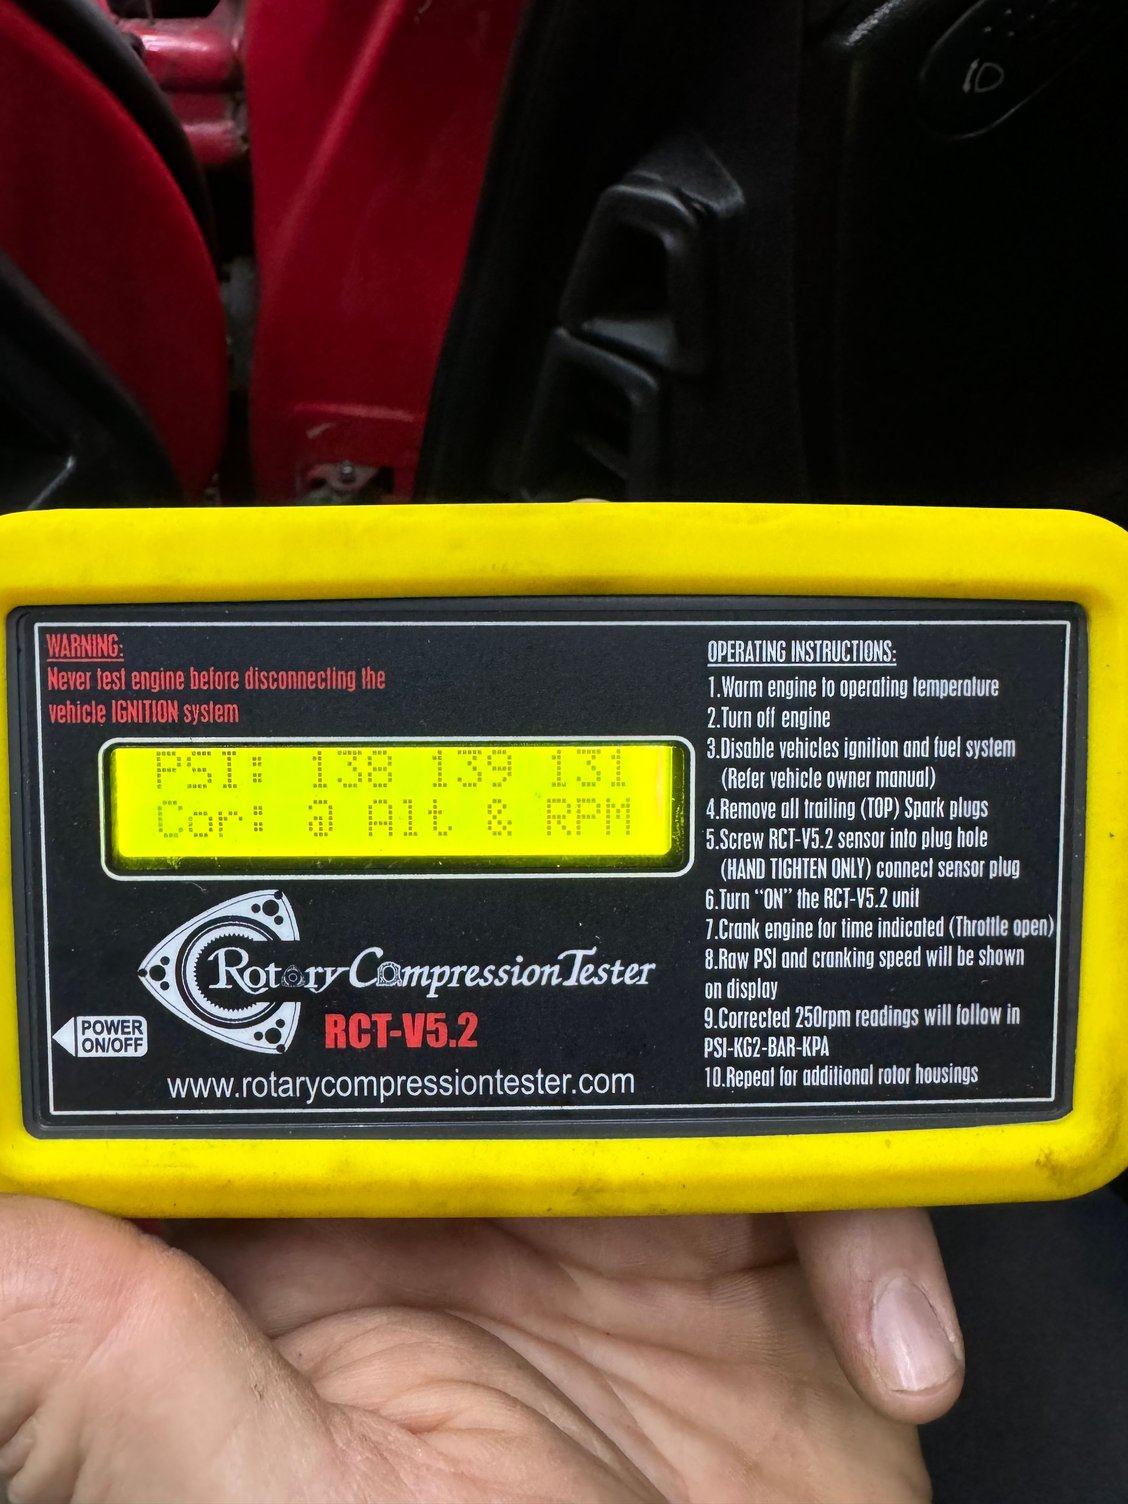 10
WARNING:
Never test engine before disconnecting the
vehicle IGNITION system
PSI: 138 139 131
Cor: @ Alt & RPM
Rotary CompressionTester
RCT-V5.2
POWER
ON/OFF
www.rotarycompressiontester.com
OPERATING INSTRUCTIONS:
1.Warm engine to operating temperature
2.Turn off engine
3.Disable vehicles ignition and fuel system
(Refer vehicle owner manual)
4.Remove all trailing (TOP) Spark plugs
5.Screw RCT-V5.2 sensor into plug hole
(HAND TIGHTEN ONLY) connect sensor plug
6.Turn “ON” the RCT-V5.2 unit
7.Crank engine for time indicated (Throttle open)
8.Raw PSI and cranking speed will be shown
on display
9.Corrected 250rpm readings will follow in
PSI-KG2-BAR-KPA
10.Repeat for additional rotor housings